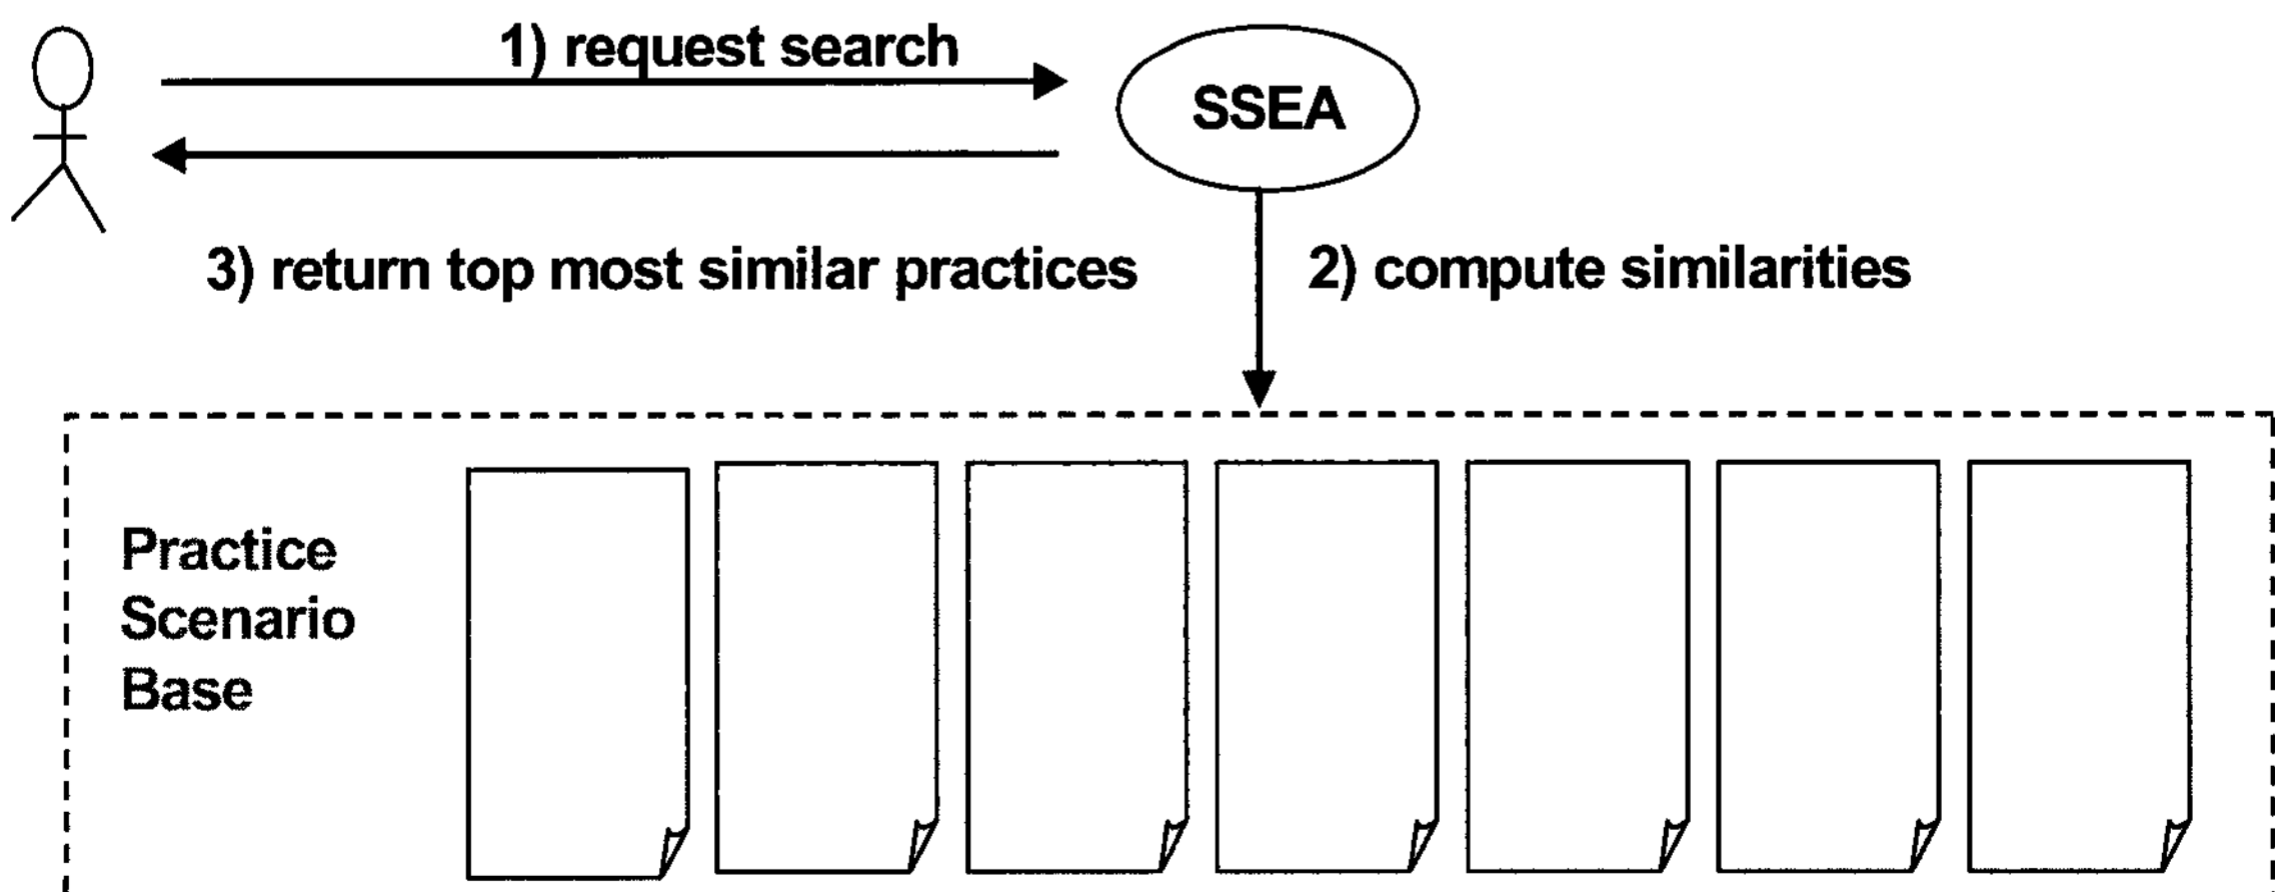 1) request search
SSEA
3) return top most similar practices
2) compute similarities
Practice
Scenario
Base